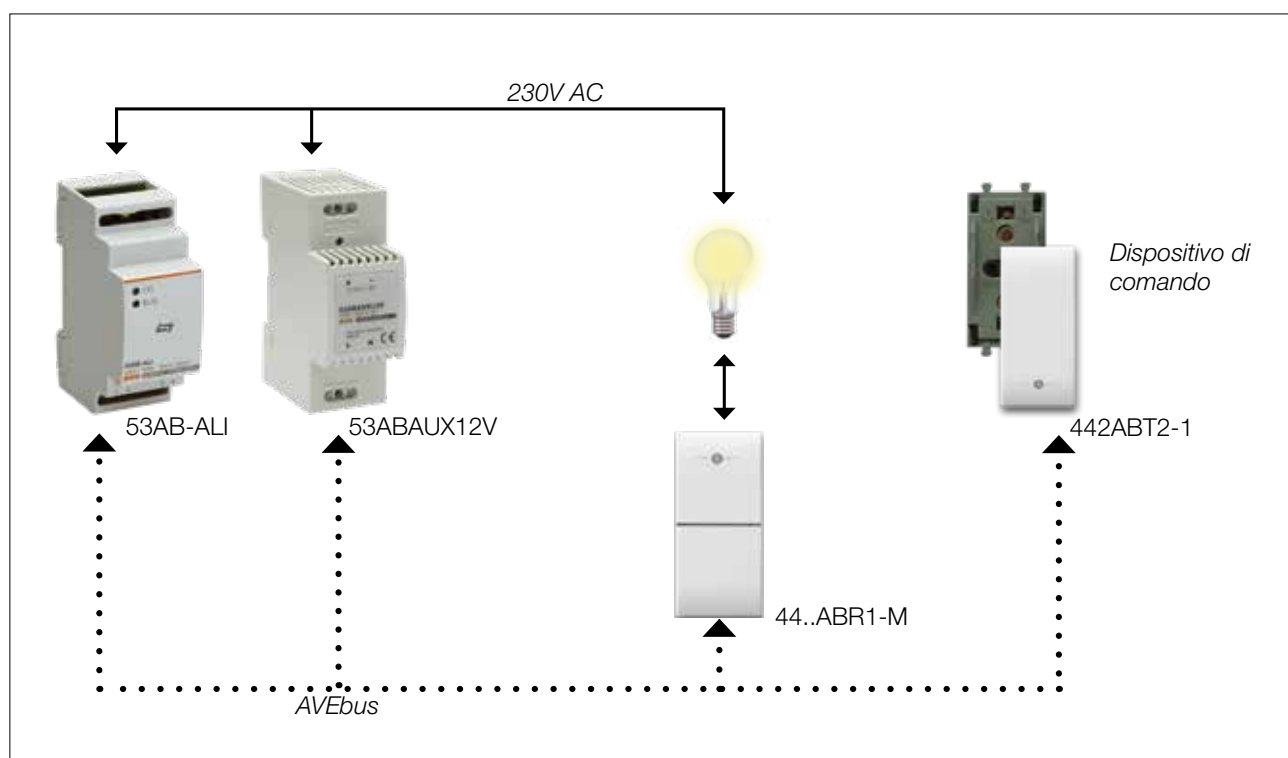 230V AC
Dispositivo di
comando
53AB-ALI
53ABAUX12V
442ABT2-1
44..ABR1-M
AVEbus